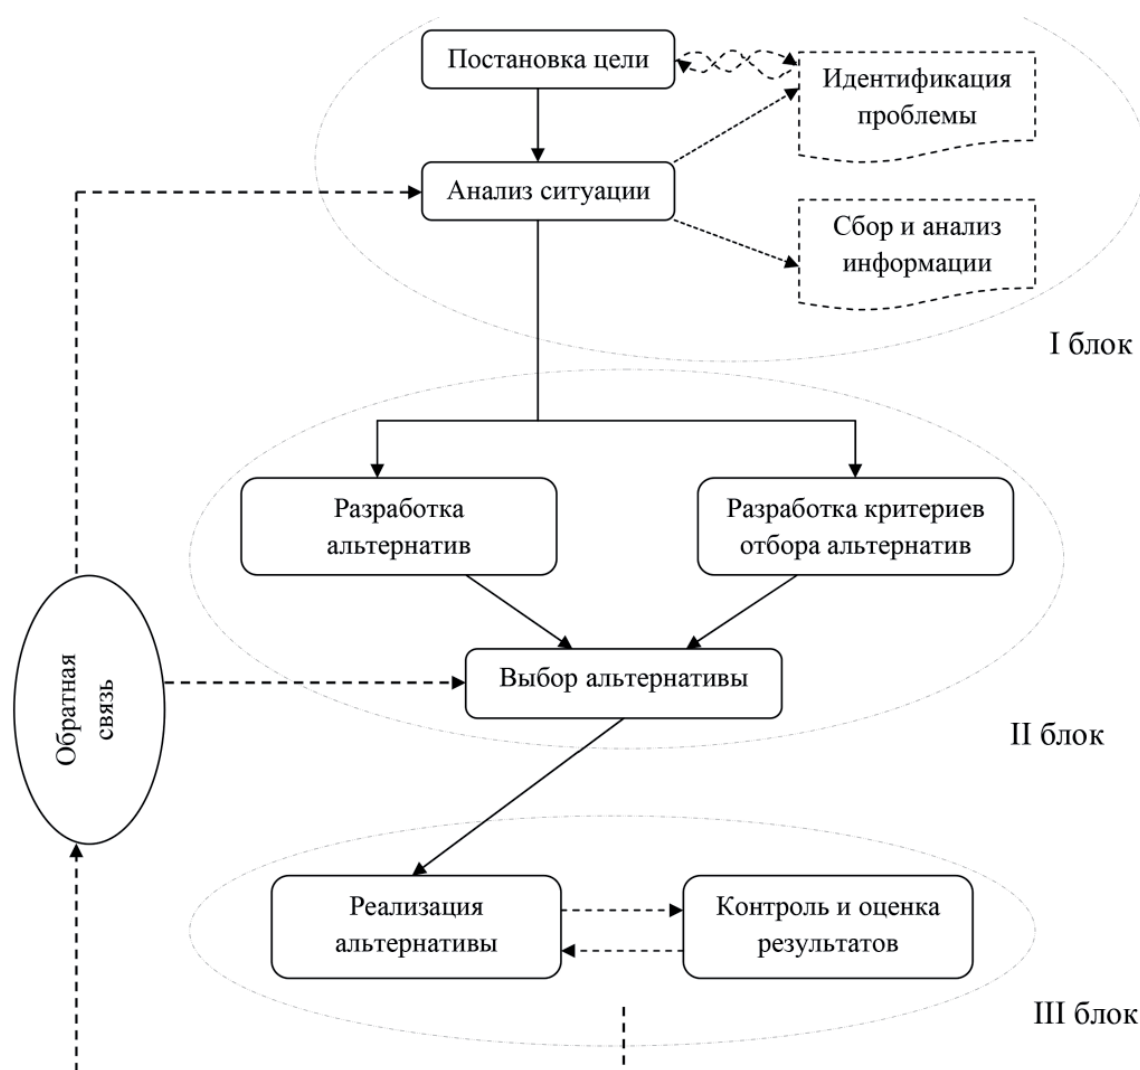 Постановка цели
Идентификация
проблемы
Анализ ситуации
Сбор и анализ
информации
I блок
Разработка
альтернатив
Разработка критериев
отбора альтернатив
Обратная
связь
Выбор альтернативы
II блок
Реализация
альтернативы
Контроль и оценка
результатов
III блок